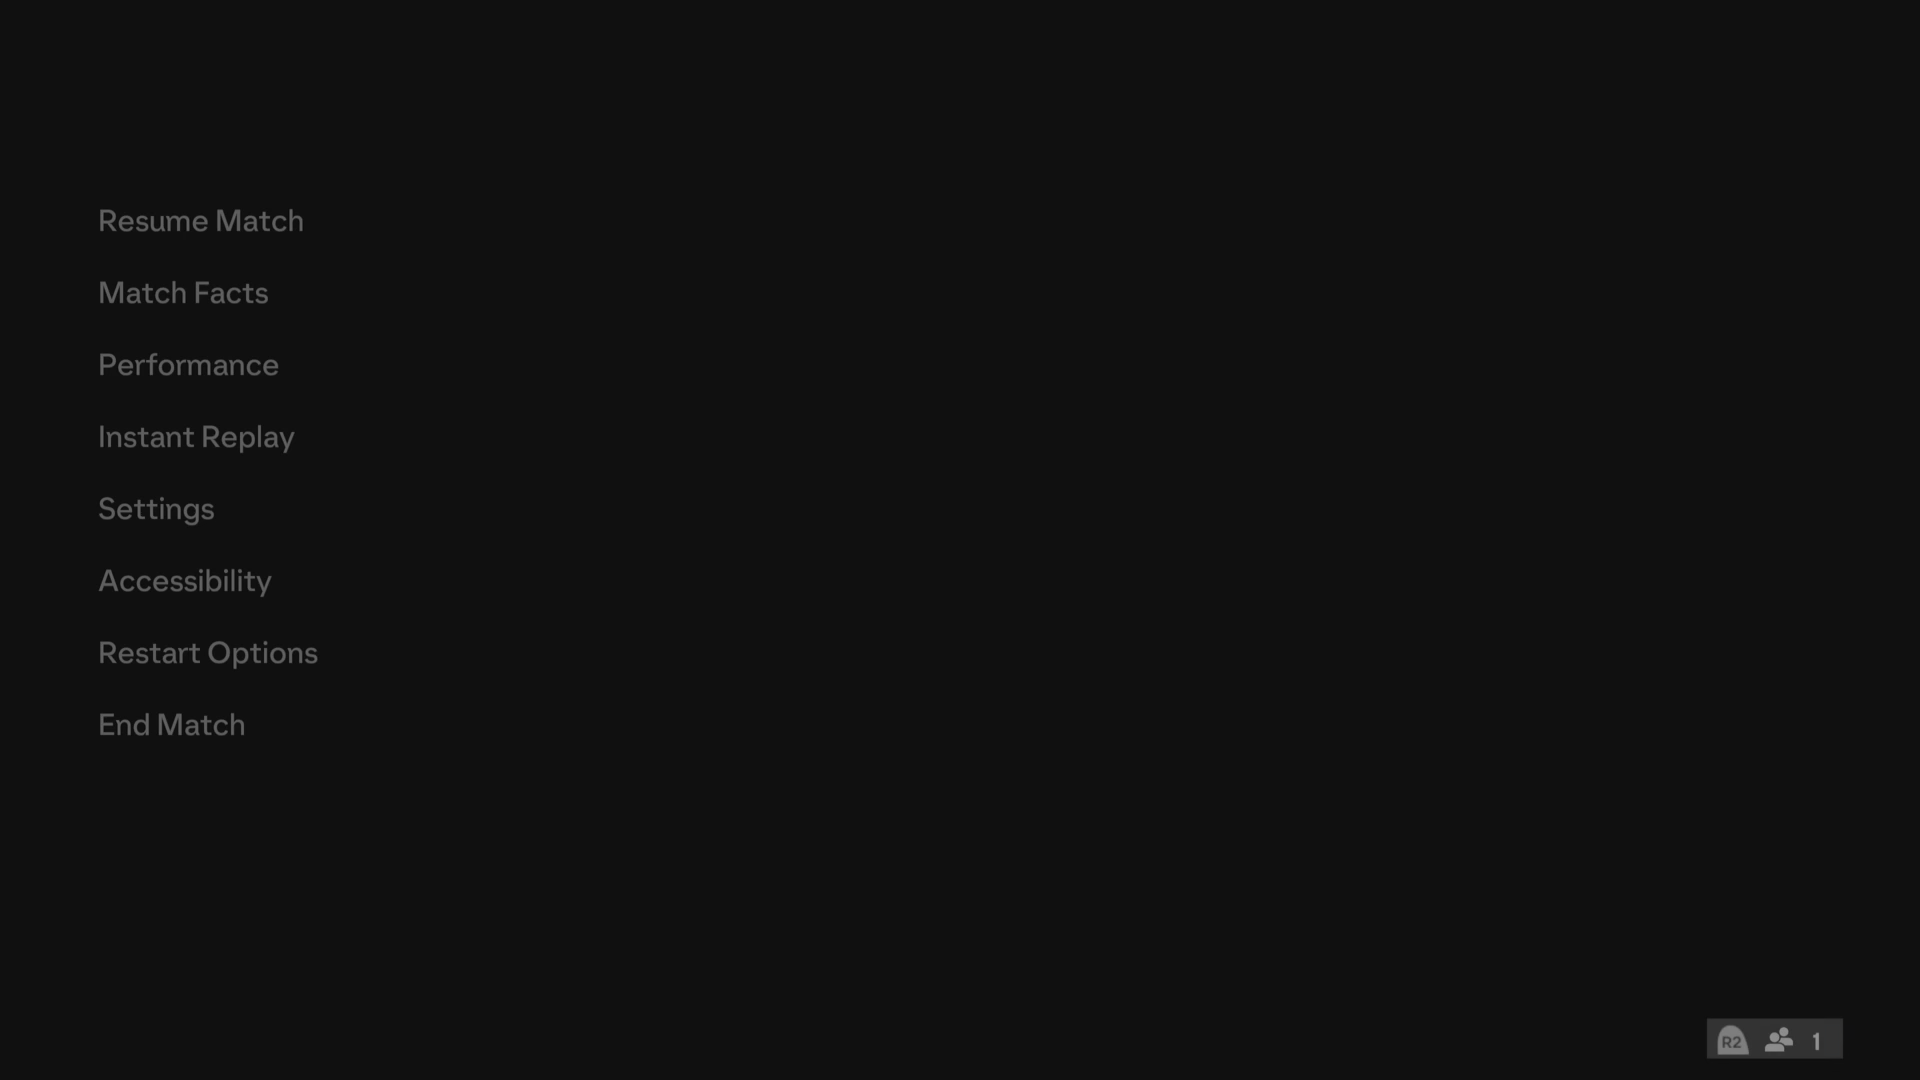 Resume Match
Match Facts
Performance
Instant Replay
Settings
Accessibility
Restart Options
End Match
R2 1